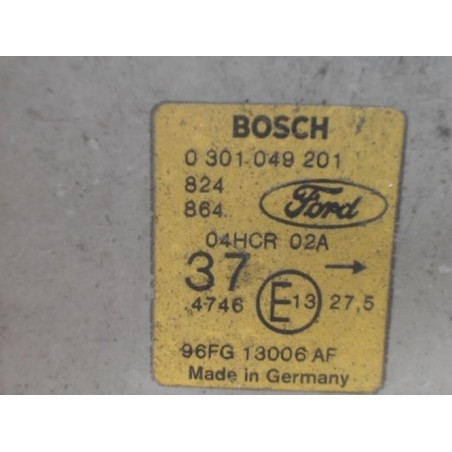 BOSCH
0 301 049 201
824
864 Ford
04HCR 02A
37 →
4746 E 13 27,5
96FG 13006 AF
Made in Germany